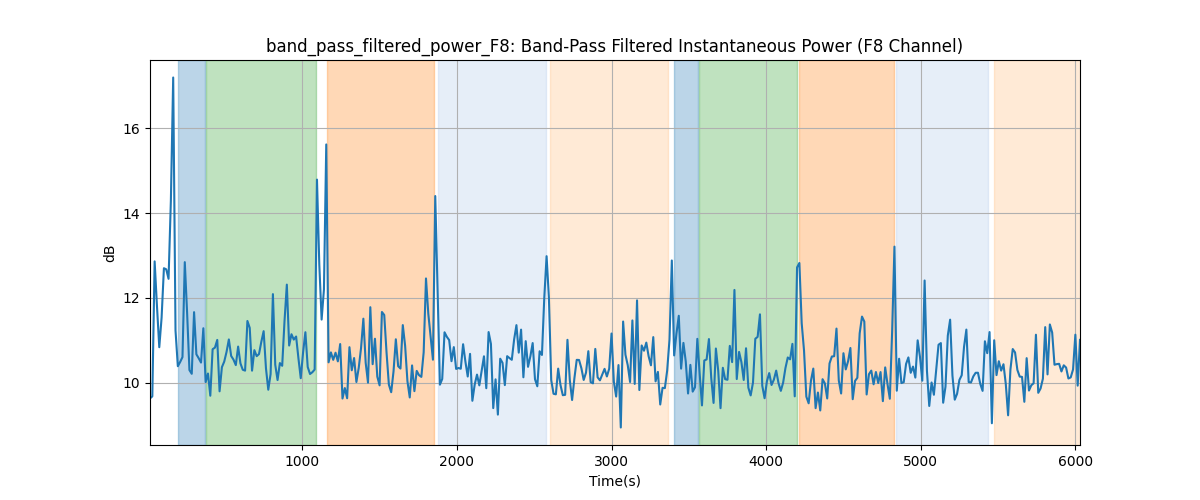 band_pass_filtered_power_F8: Band-Pass Filtered Instantaneous Power (F8 Channel)
dB
16
14
12
10
1000 2000 3000 4000 5000 6000
Time(s)